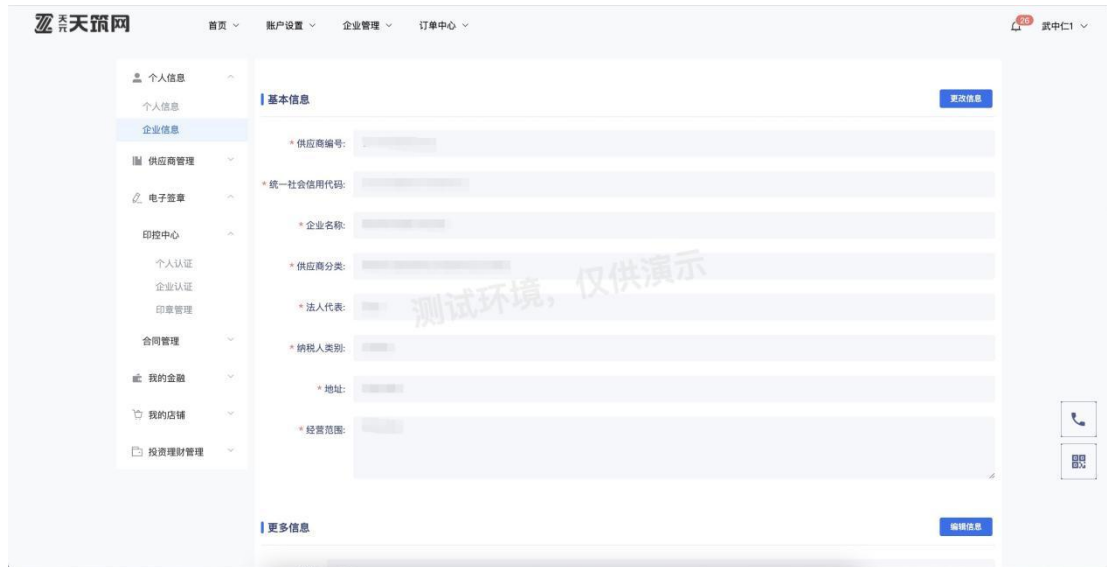 天元 天筑网 首页 账户设置 企业管理 订单中心 26 武中仁1
个人信息
个人信息
企业信息
供应商管理
电子签章
印控中心
个人认证
企业认证
印章管理
合同管理
我的金融
我的店铺
投资理财管理
基本信息 更改信息
* 供应商编号:
* 统一社会信用代码:
* 企业名称:
* 供应商分类:
* 法人代表:
* 纳税人类别:
* 地址:
* 经营范围:
测试环境，仅供演示
更多信息 编辑信息